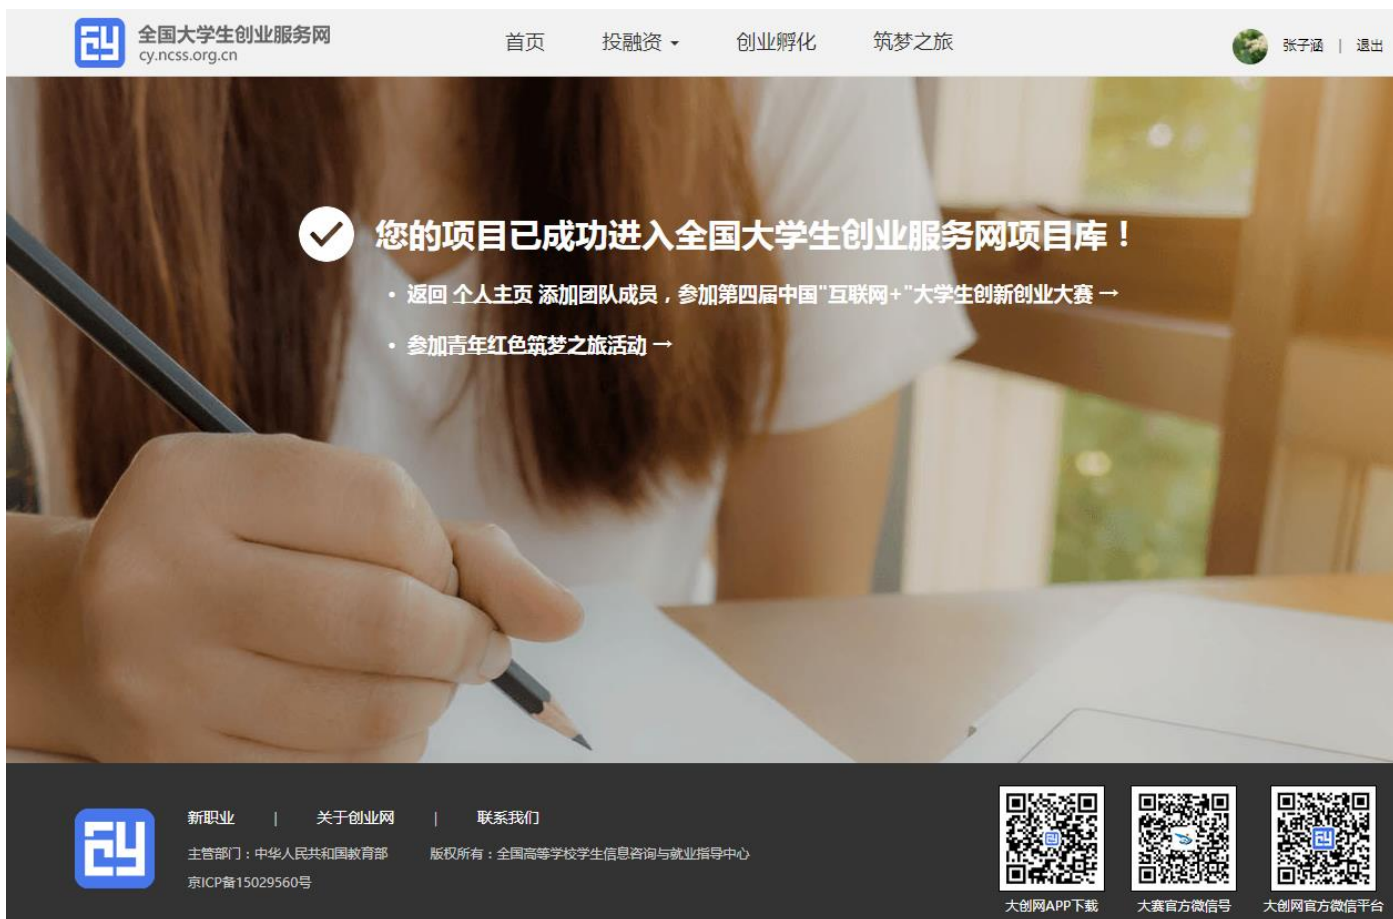 全国大学生创业服务网
cy.ncss.org.cn
首页 投融资 创业孵化 筑梦之旅
张子涵 | 退出
您的项目已成功进入全国大学生创业服务网项目库！
• 返回 个人主页 添加团队成员，参加第四届中国"互联网+"大学生创新创业大赛 →
• 参加青年红色筑梦之旅活动 →
新职业 | 关于创业网 | 联系我们
主管部门：中华人民共和国教育部 版权所有：全国高等学校学生信息咨询与就业指导中心
京ICP备15029560号
大创网APP下载 大赛官方微信号 大创网官方微信平台